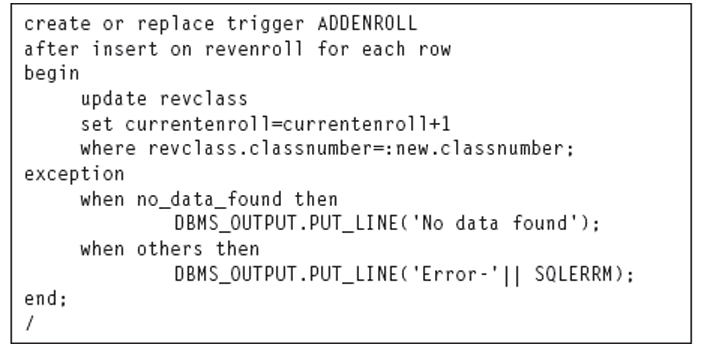 create or replace trigger ADDENROLL
after insert on revenroll for each row
begin
update revclass
set currentenroll=currentenroll+1
where revclass.classnumber=:new.classnumber;
exception
when no_data_found then
DBMS_OUTPUT.PUT_LINE('No data found');
when others then
DBMS_OUTPUT.PUT_LINE('Error-'|| SQLERRM);
end;
/